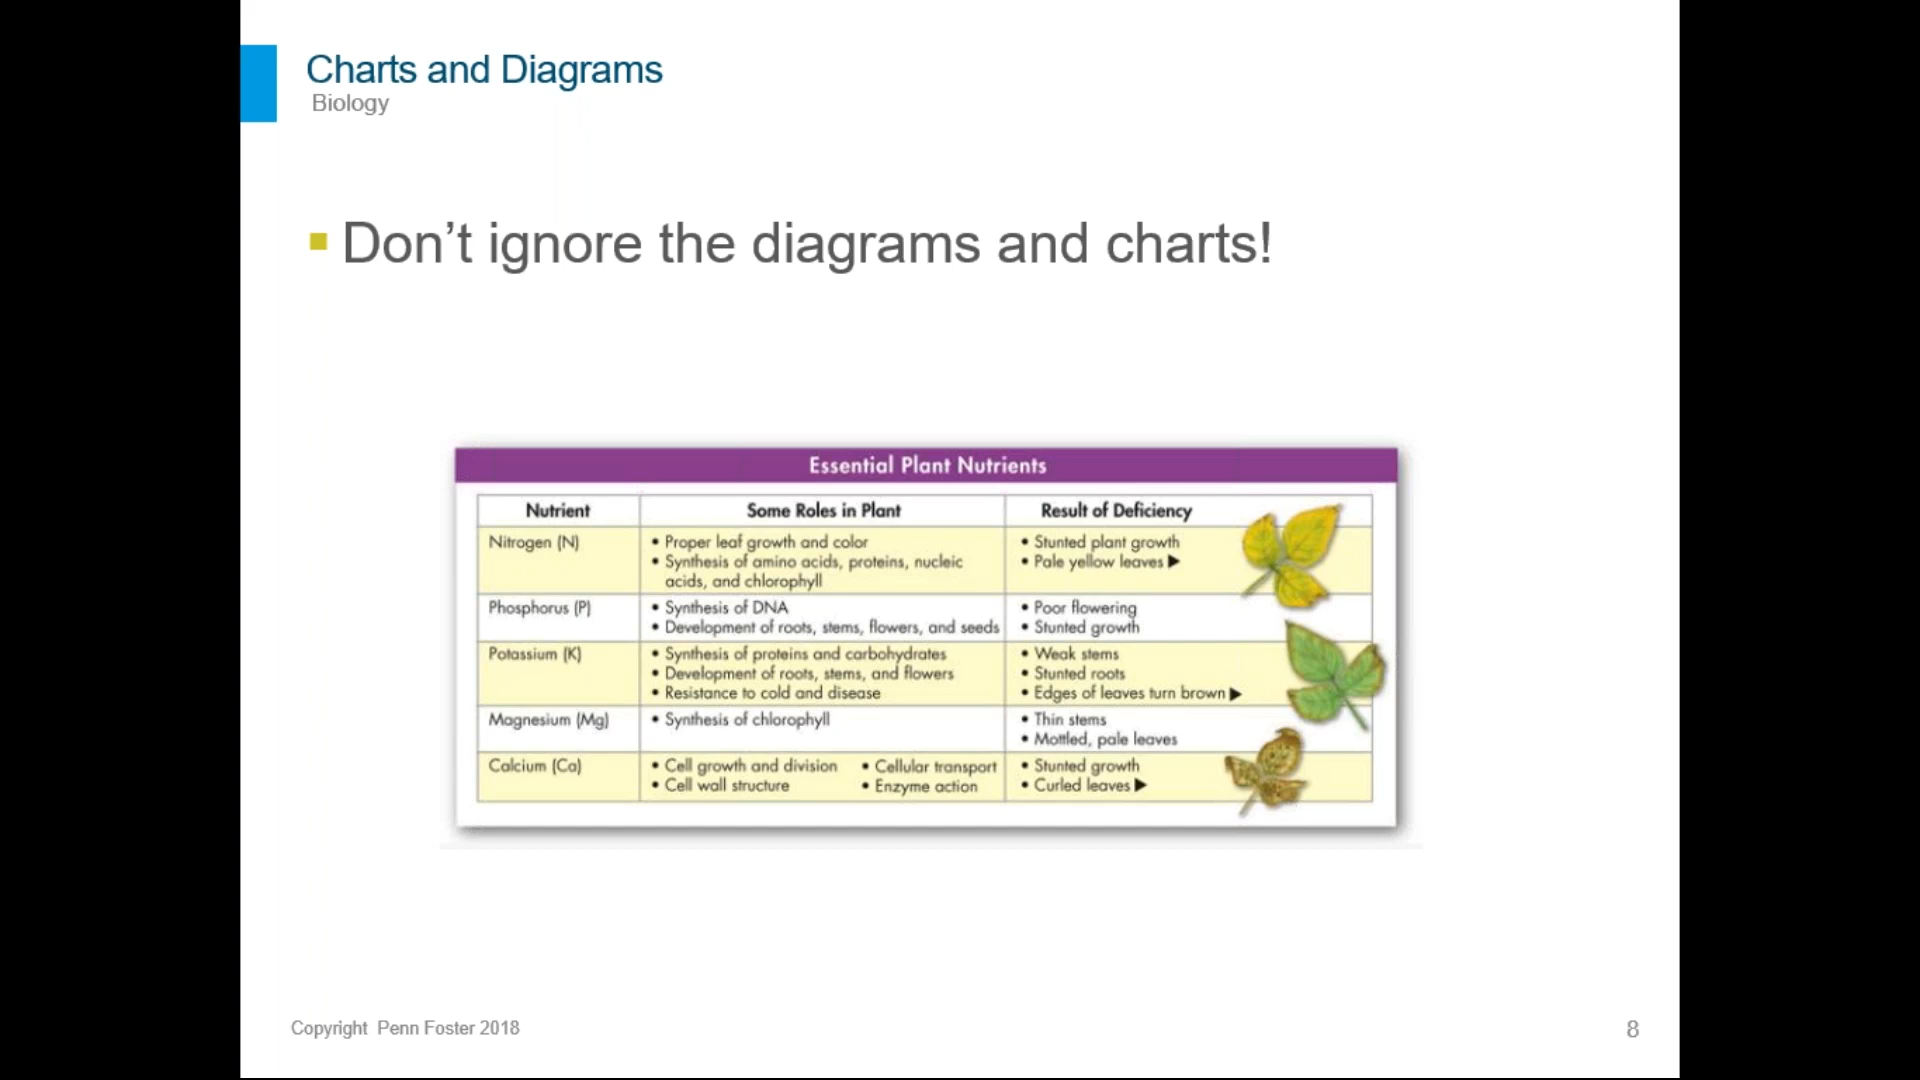 Charts and Diagrams
Biology
▪ Don’t ignore the diagrams and charts!
Essential Plant Nutrients
Nutrient
Some Roles in Plant
Result of Deficiency
Nitrogen (N)
• Proper leaf growth and color
• Synthesis of amino acids, proteins, nucleic
acids, and chlorophyll
• Stunted plant growth
• Pale yellow leaves ▶
Phosphorus (P)
• Synthesis of DNA
• Development of roots, stems, flowers, and seeds
• Poor flowering
• Stunted growth
Potassium (K)
• Synthesis of proteins and carbohydrates
• Development of roots, stems, and flowers
• Resistance to cold and disease
• Weak stems
• Stunted roots
• Edges of leaves turn brown ▶
Magnesium (Mg)
• Synthesis of chlorophyll
• Thin stems
• Mottled, pale leaves
Calcium (Ca)
• Cell growth and division
• Cell wall structure
• Cellular transport
• Enzyme action
• Stunted growth
• Curled leaves ▶
Copyright Penn Foster 2018
8